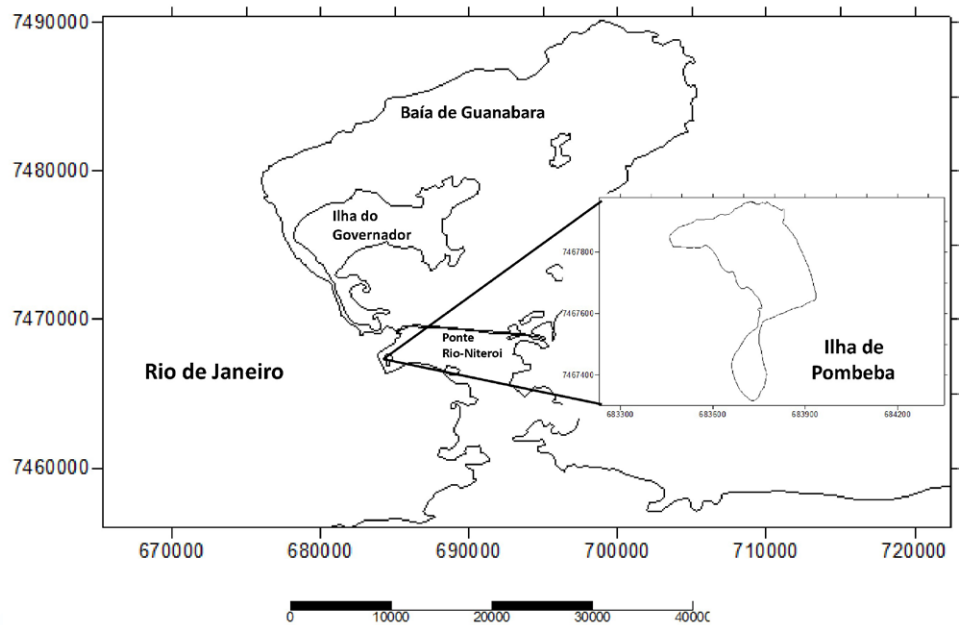 7490000
Baía de Guanabara
7480000
Ilha do
Governador
7467800
7470000
7467600
Ponte
Rio-Niteroi
Rio de Janeiro
Ilha de
Pombeba
7467400
683300
683600
683900
684200
7460000
670000
680000
690000
700000
710000
720000
0
10000
20000
30000
40000